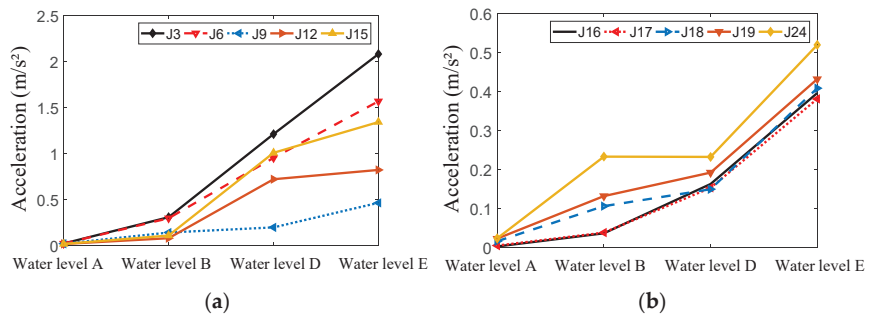 2.5
2
1.5
1
0.5
0
Acceleration (m/s²)
J3 J6 J9 J12 J15
Water level A Water level B Water level D Water level E
(a)
0.6
0.5
0.4
0.3
0.2
0.1
0
Acceleration (m/s²)
J16 J17 J18 J19 J24
Water level A Water level B Water level D Water level E
(b)